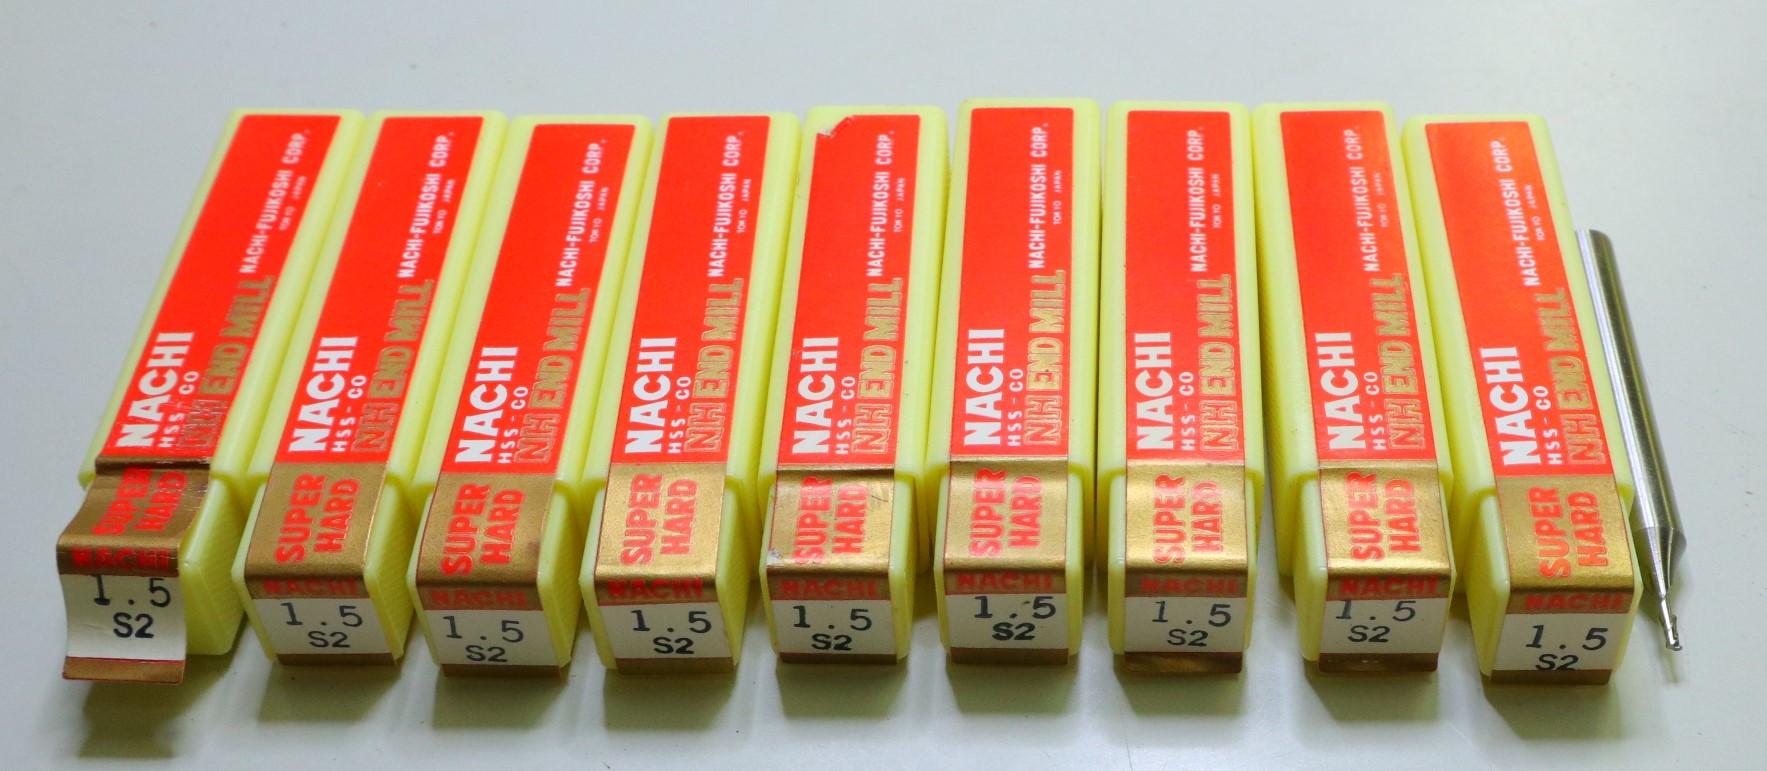 NACHI
HSS-CO
NH END MILL
NACHI-FUJIKOSHI CORP.
TOKYO JAPAN
SUPER
HARD
NACHI
1.5
S2
NACHI
HSS-CO
NH END MILL
NACHI-FUJIKOSHI CORP.
TOKYO JAPAN
SUPER
HARD
NACHI
1.5
S2
NACHI
HSS-CO
NH END MILL
NACHI-FUJIKOSHI CORP.
TOKYO JAPAN
SUPER
HARD
NACHI
1.5
S2
NACHI
HSS-CO
NH END MILL
NACHI-FUJIKOSHI CORP.
TOKYO JAPAN
SUPER
HARD
NACHI
1.5
S2
NACHI
HSS-CO
NH END MILL
NACHI-FUJIKOSHI CORP.
TOKYO JAPAN
SUPER
HARD
NACHI
1.5
S2
NACHI
HSS-CO
NH END MILL
NACHI-FUJIKOSHI CORP.
TOKYO JAPAN
SUPER
HARD
NACHI
1.5
S2
NACHI
HSS-CO
NH END MILL
NACHI-FUJIKOSHI CORP.
TOKYO JAPAN
SUPER
HARD
NACHI
1.5
S2
NACHI
HSS-CO
NH END MILL
NACHI-FUJIKOSHI CORP.
TOKYO JAPAN
SUPER
HARD
NACHI
1.5
S2
NACHI
HSS-CO
NH END MILL
NACHI-FUJIKOSHI CORP.
TOKYO JAPAN
SUPER
HARD
NACHI
1.5
S2